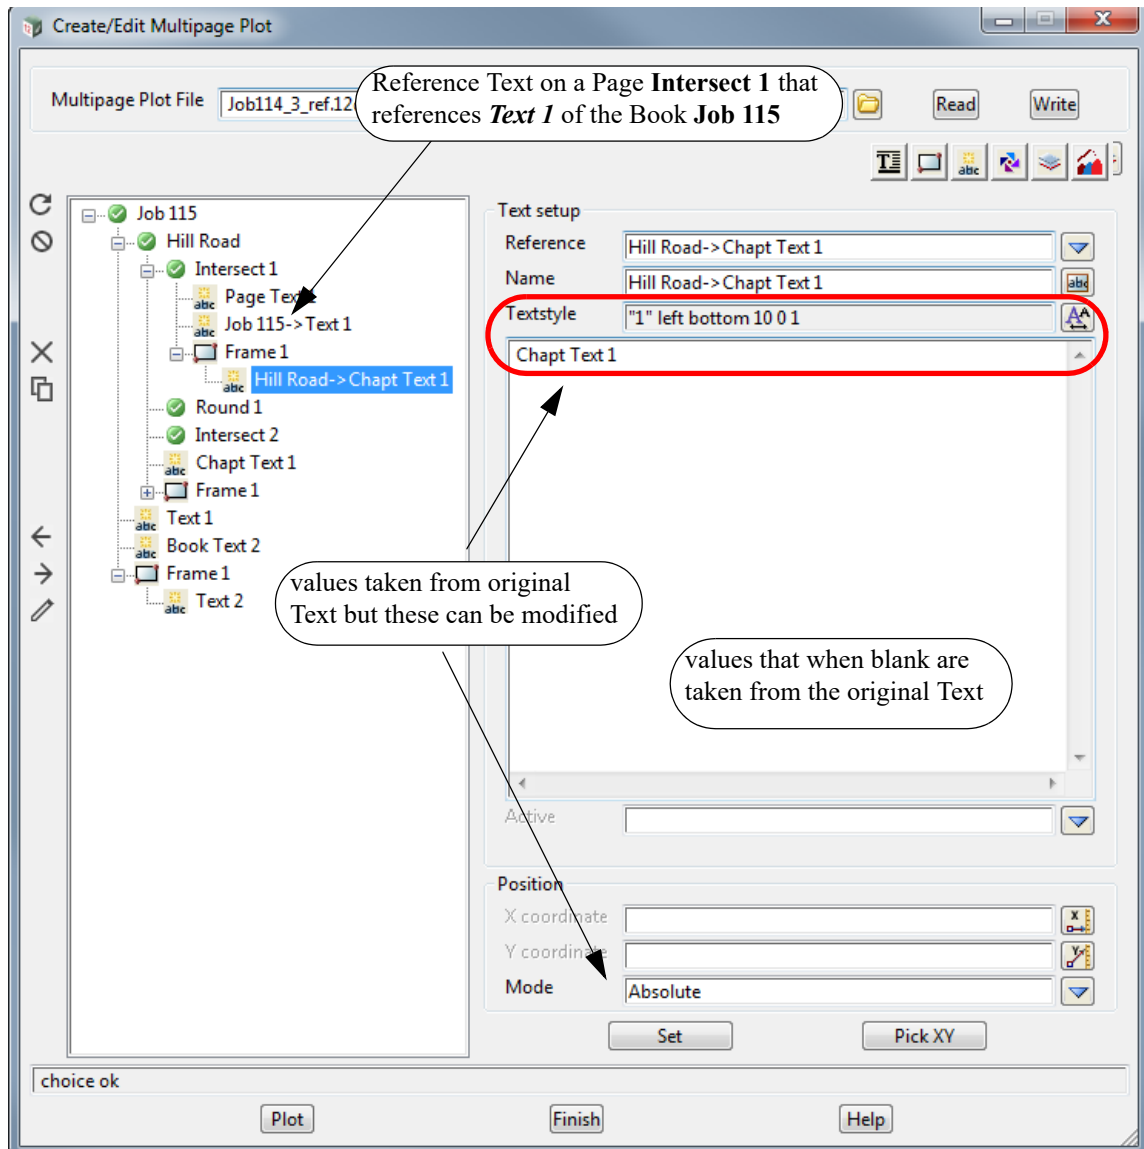 Create/Edit Multipage Plot
Reference Text on a Page Intersect 1 that
references Text 1 of the Book Job 115
Multipage Plot File
Job114_3_ref.12
Read
Write
Job 115
Hill Road
Intersect 1
Page Text
Job 115->Text 1
Frame 1
Hill Road->Chapt Text 1
Round 1
Intersect 2
Chapt Text 1
Frame 1
Text 1
Book Text 2
Frame 1
Text 2
Text setup
Reference
Hill Road->Chapt Text 1
Name
Hill Road->Chapt Text 1
Textstyle
"1" left bottom 10 0 1
Chapt Text 1
values taken from original
Text but these can be modified
values that when blank are
taken from the original Text
Active
Position
X coordinate
Y coordinate
Mode
Absolute
Set
Pick XY
choice ok
Plot
Finish
Help